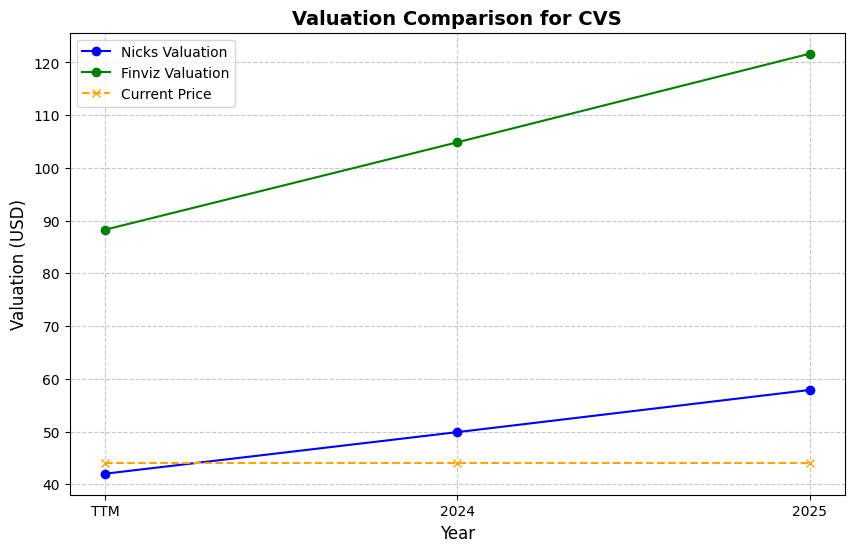 Valuation Comparison for CVS
Nicks Valuation
Finviz Valuation
Current Price
Valuation (USD)
120
110
100
90
80
70
60
50
40
TTM 2024 2025
Year